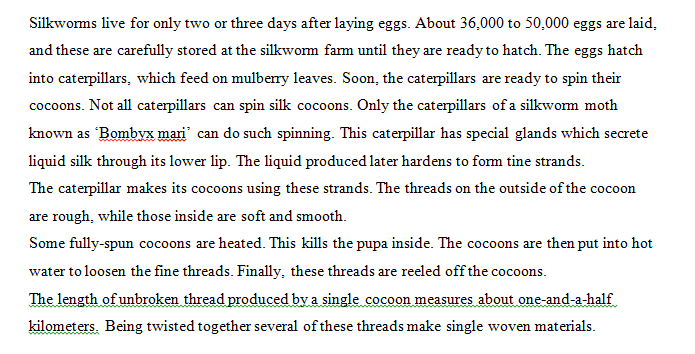 Silkworms live for only two or three days after laying eggs. About 36,000 to 50,000 eggs are laid,
and these are carefully stored at the silkworm farm until they are ready to hatch. The eggs hatch
into caterpillars, which feed on mulberry leaves. Soon, the caterpillars are ready to spin their
cocoons. Not all caterpillars can spin silk cocoons. Only the caterpillars of a silkworm moth
known as ‘Bombyx mari’ can do such spinning. This caterpillar has special glands which secrete
liquid silk through its lower lip. The liquid produced later hardens to form tine strands.
The caterpillar makes its cocoons using these strands. The threads on the outside of the cocoon
are rough, while those inside are soft and smooth.
Some fully-spun cocoons are heated. This kills the pupa inside. The cocoons are then put into hot
water to loosen the fine threads. Finally, these threads are reeled off the cocoons.
The length of unbroken thread produced by a single cocoon measures about one-and-a-half
kilometers. Being twisted together several of these threads make single woven materials.